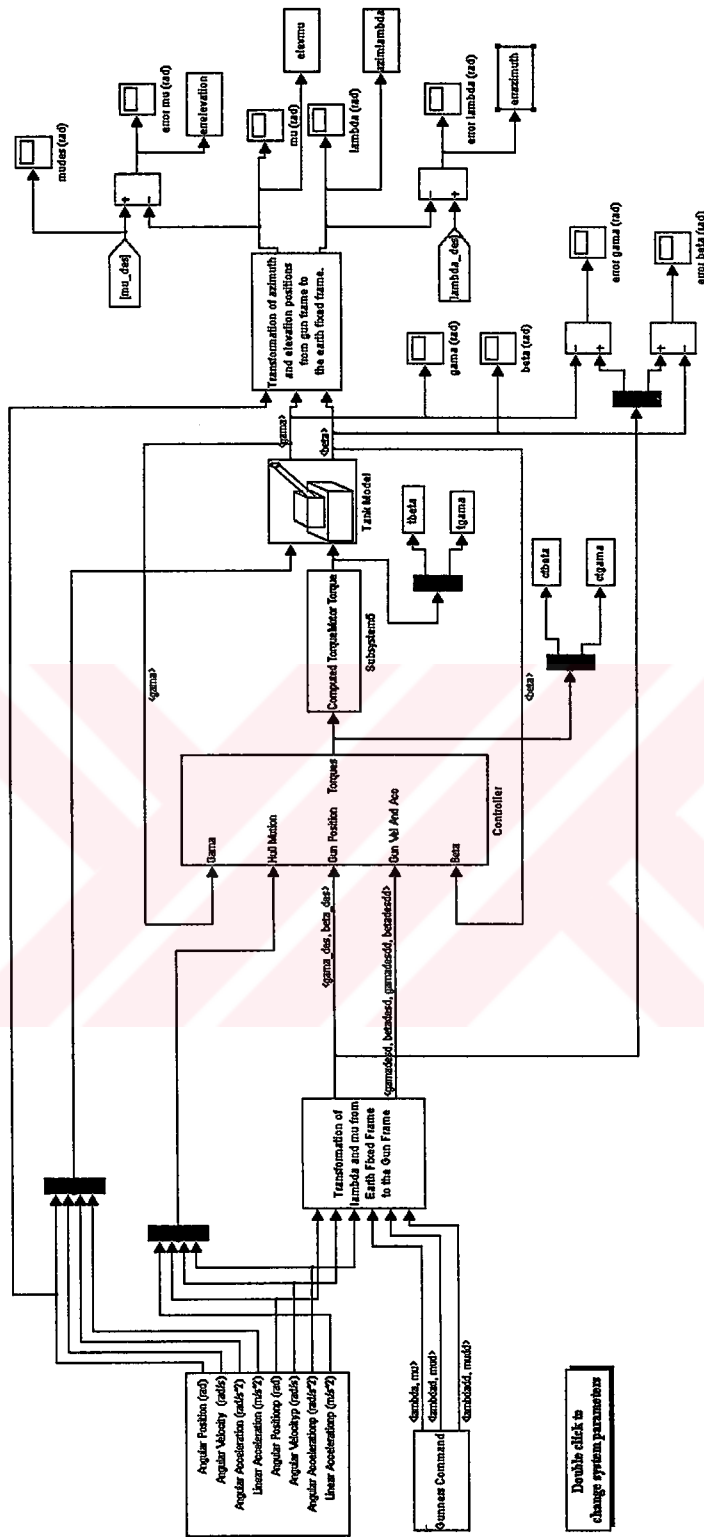 Angular Position (rad)
Angular Velocity (rad/s)
Angular Acceleration (rad/s^2)
Linear Acceleration (m/s^2)
Angular Positionp (rad)
Angular Velocityp (rad/s)
Angular Accelerationp (rad/s^2)
Linear Accelerationp (m/s^2)
Gunners Command
<lambda, mu>
<lambdad, mud>
<lambdadd, mudd>
Double click to
change system parameters
Transformation of
lambda and mu from
Earth Fixed Frame
to the Gun Frame
<gama_des, beta_des>
<gamadesd, betadesd, gamadesdd, betadesdd>
Gama
Hull Motion
Gun Position
Gun Vel And Acc
Beta
Torques
Controller
<gama>
<beta>
Computed Torque
Motor Torque
Subsystem5
ctbeta
ctgama
tbeta
tgama
Tank Model
<gama>
<beta>
Transformation of azimuth
and elevation positions
from gun frame to
the earth fixed frame.
gama (rad)
beta (rad)
[mu_des]
mudes (rad)
error mu (rad)
errelevation
mu (rad)
elevmu
lambda (rad)
azimlambda
lambda_des]
error lambda (rad)
errazimuth
error gama (rad)
error beta (rad)
+
-
-
+
-
+
+
-